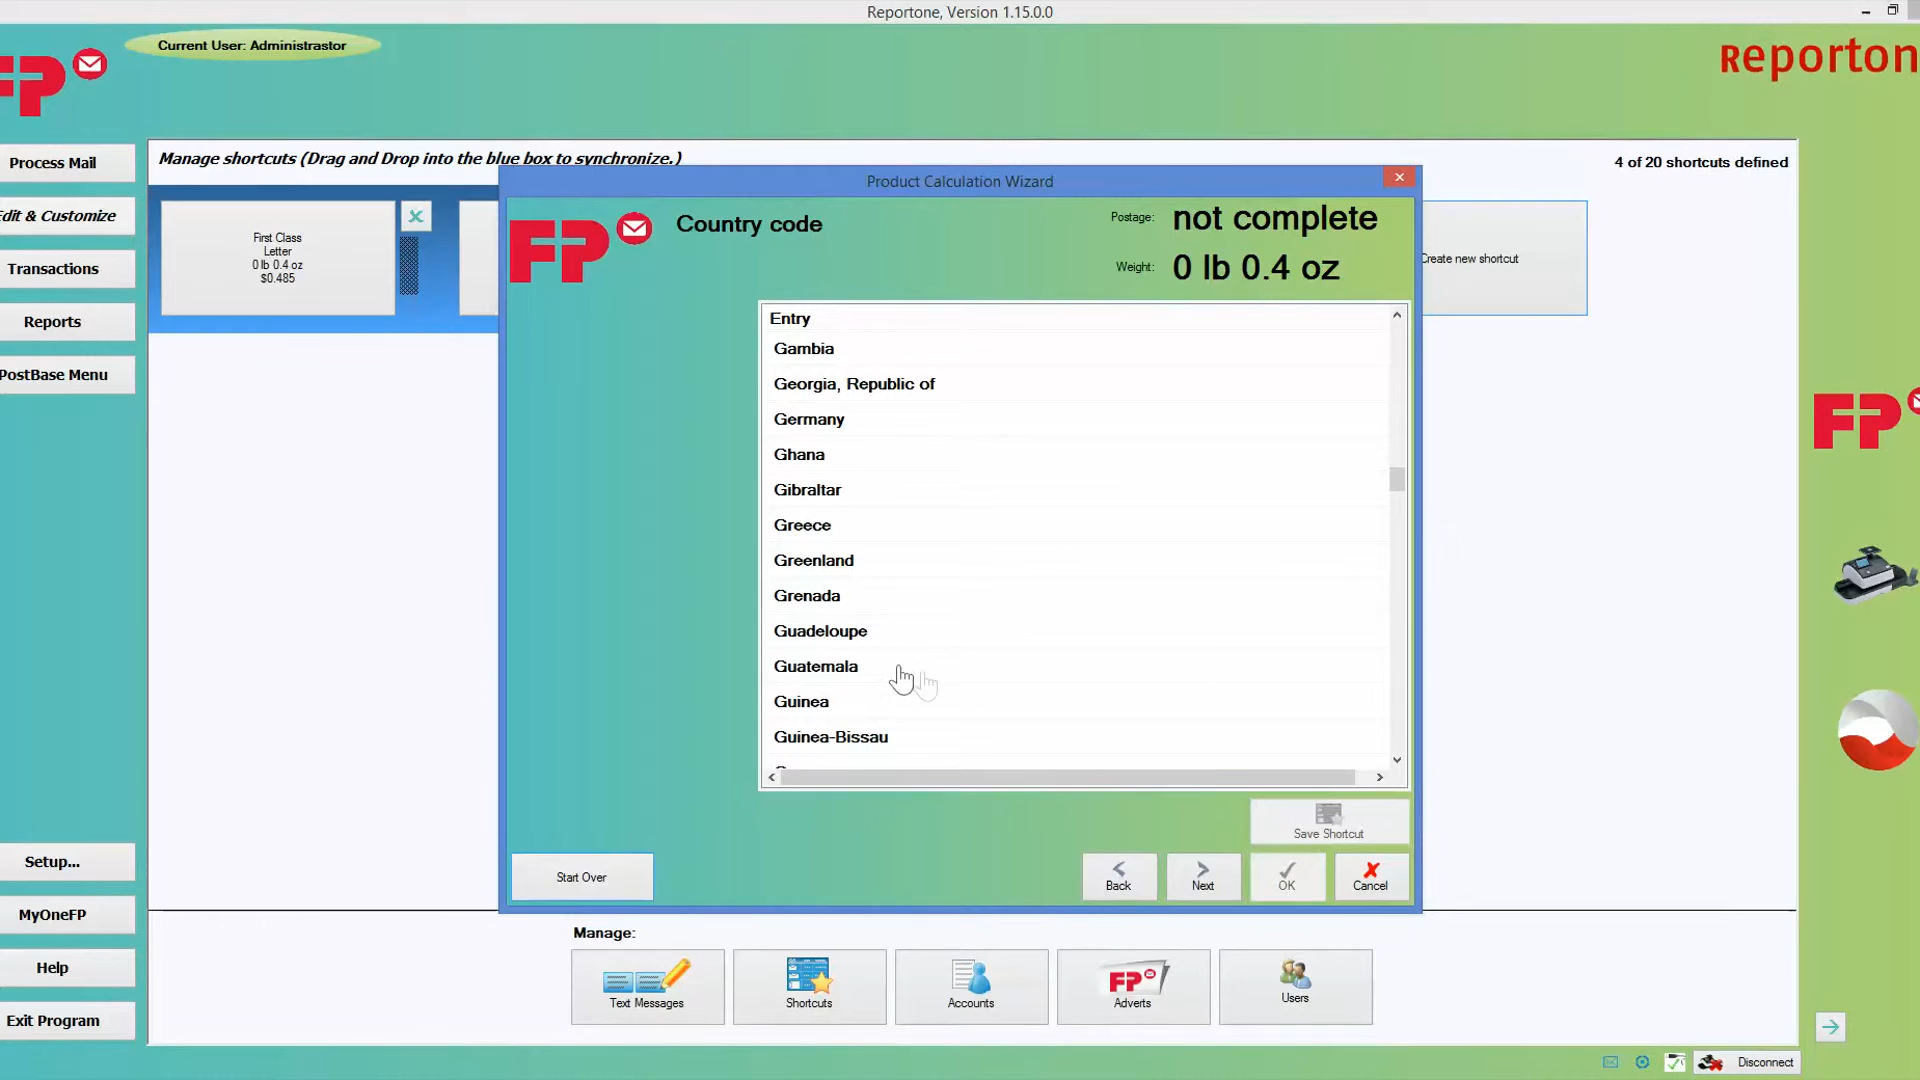 Reportone, Version 1.15.0.0
Current User: Administrastor
FP
Reporton
Process Mail
Edit & Customize
Transactions
Reports
PostBase Menu
Manage shortcuts (Drag and Drop into the blue box to synchronize.)
4 of 20 shortcuts defined
First Class
Letter
0 lb 0.4 oz
$0.485
Create new shortcut
Product Calculation Wizard
FP
Country code
Postage: not complete
Weight: 0 lb 0.4 oz
Entry
Gambia
Georgia, Republic of
Germany
Ghana
Gibraltar
Greece
Greenland
Grenada
Guadeloupe
Guatemala
Guinea
Guinea-Bissau
Save Shortcut
Start Over
Back
Next
OK
Cancel
FP
Setup...
MyOneFP
Help
Exit Program
Manage:
Text Messages
Shortcuts
Accounts
FP
Adverts
Users
Disconnect